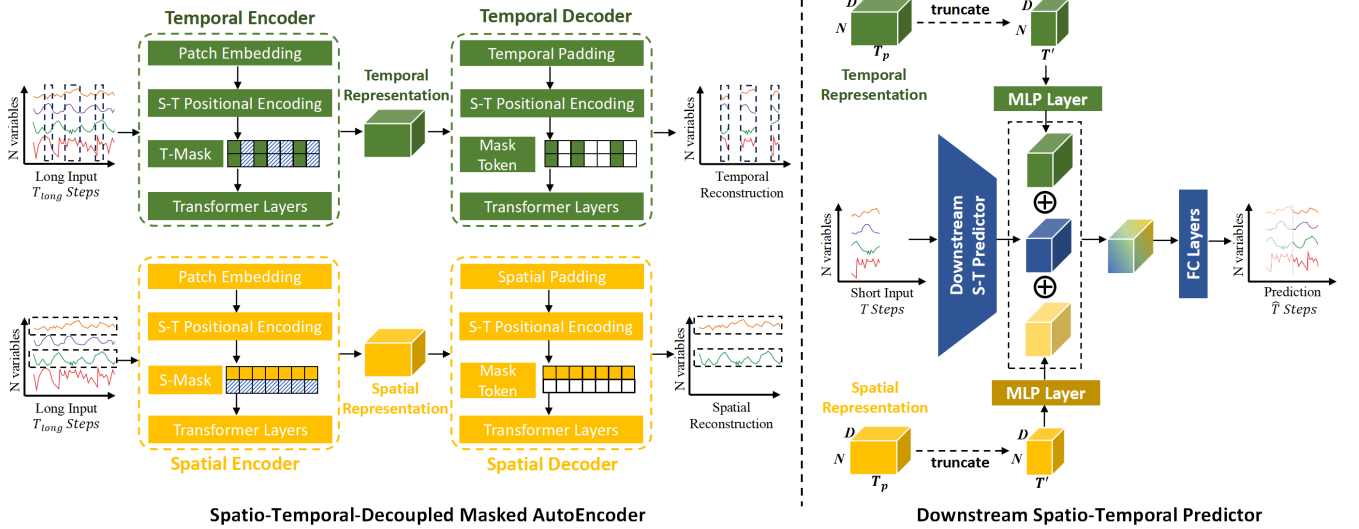 Temporal Encoder
Patch Embedding
S-T Positional Encoding
T-Mask
Transformer Layers
N variables
Long Input
T_long Steps
Temporal
Representation
Temporal Decoder
Temporal Padding
S-T Positional Encoding
Mask
Token
Transformer Layers
N variables
Temporal
Reconstruction
Patch Embedding
S-T Positional Encoding
S-Mask
Transformer Layers
Spatial Encoder
N variables
Long Input
T_long Steps
Spatial
Representation
Spatial Padding
S-T Positional Encoding
Mask
Token
Transformer Layers
Spatial Decoder
N variables
Spatial
Reconstruction
Spatio-Temporal-Decoupled Masked AutoEncoder
D
N
T_p
truncate
D
N
T'
Temporal
Representation
MLP Layer
N variables
Short Input
T Steps
Downstream
S-T Predictor
FC Layers
N variables
Prediction
T̂ Steps
MLP Layer
Spatial
Representation
D
N
T_p
truncate
D
N
T'
Downstream Spatio-Temporal Predictor